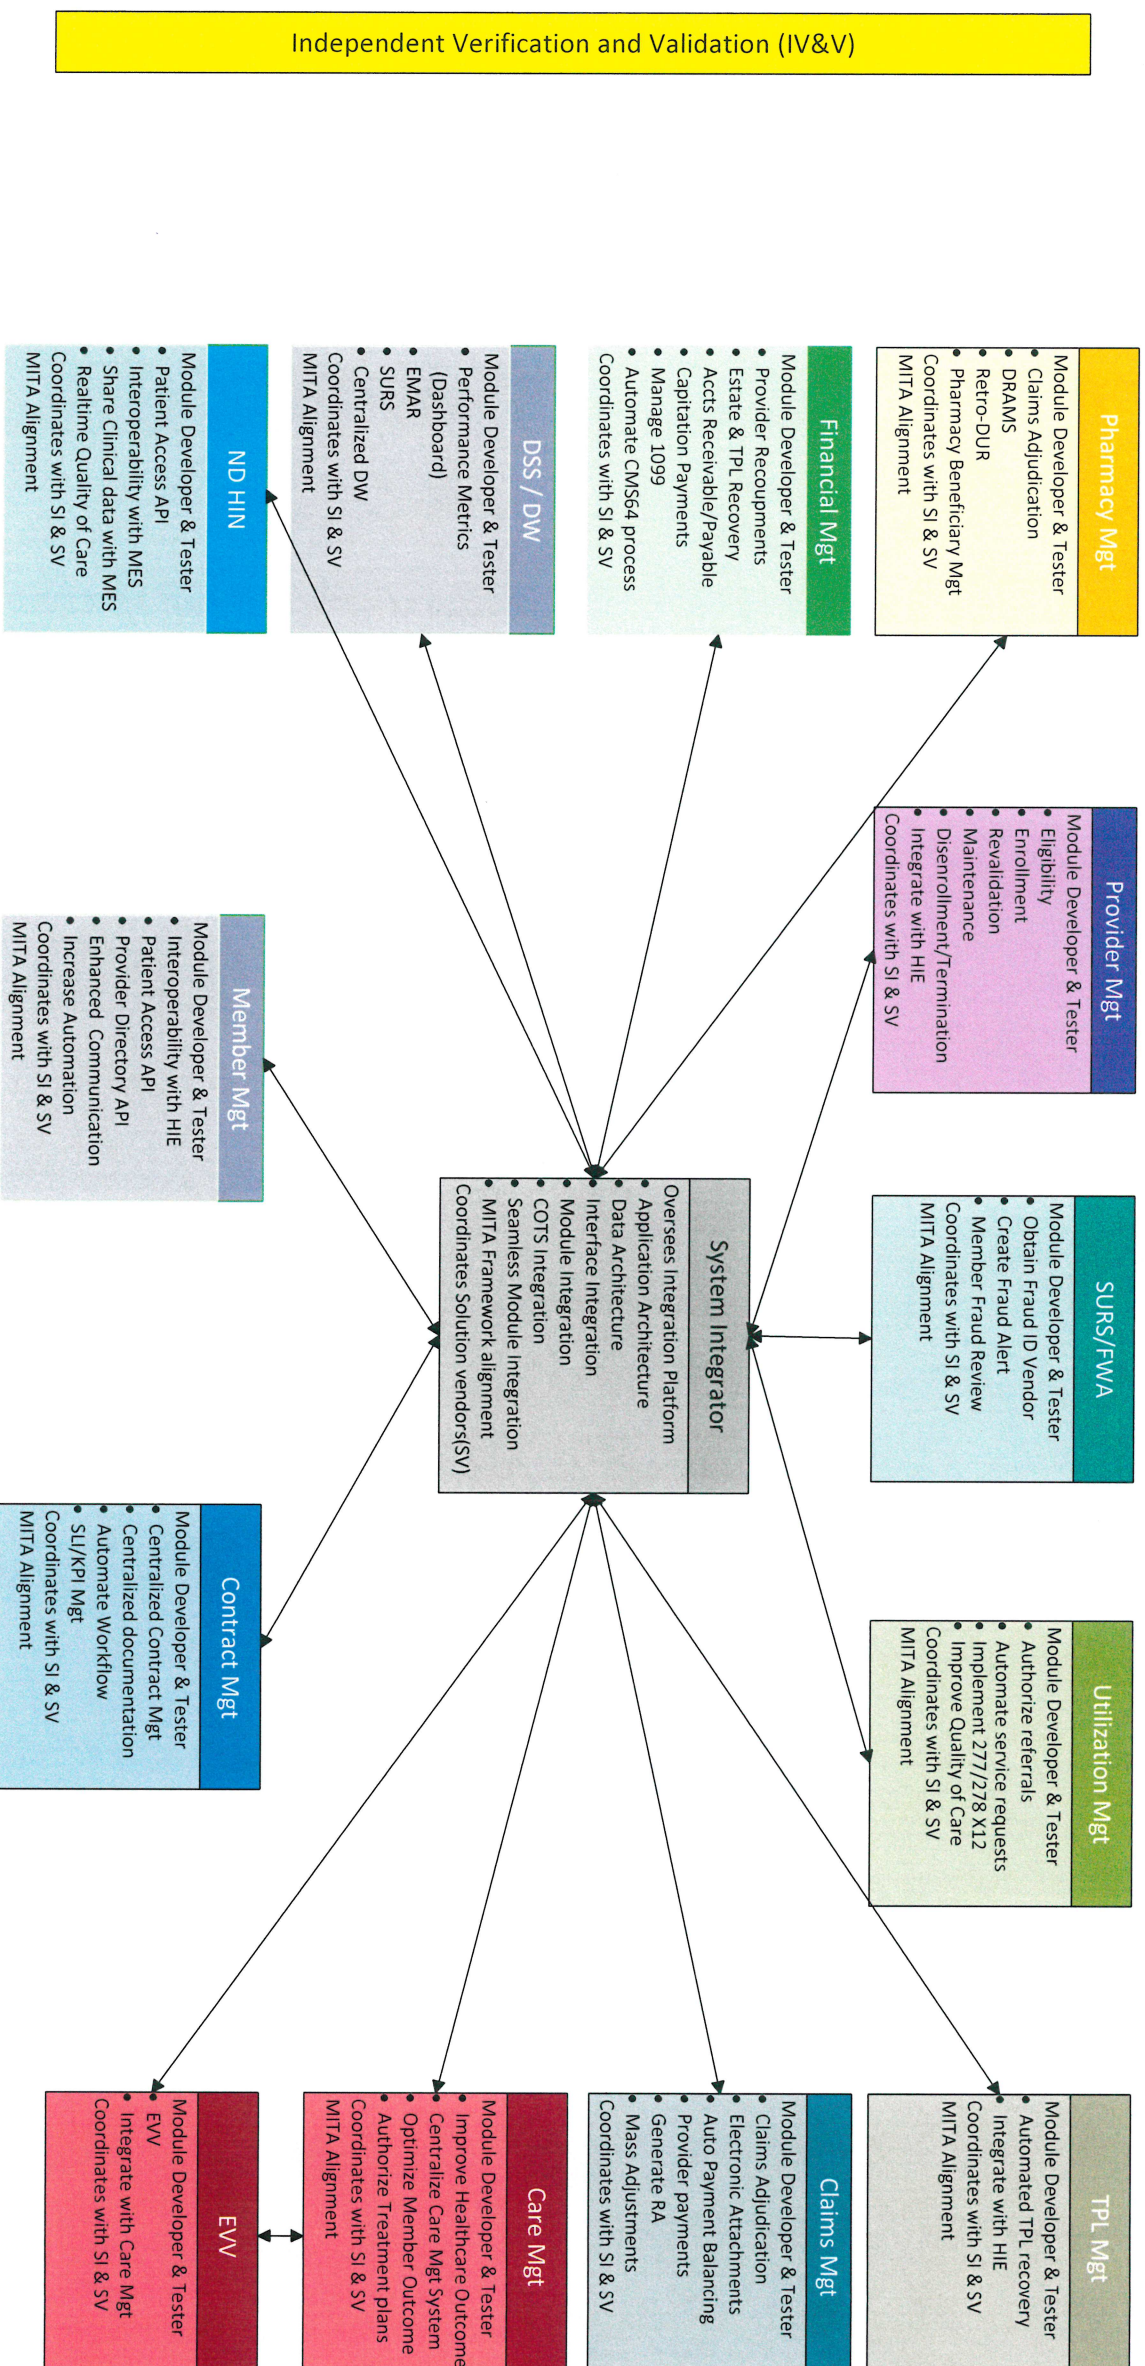 Independent Verification and Validation (IV&V)
Pharmacy Mgt
Module Developer & Tester
• Claims Adjudication
• DRAMS
• Retro-DUR
• Pharmacy Beneficiary Mgt
Coordinates with SI & SV
MITA Alignment
Provider Mgt
Module Developer & Tester
• Eligibility
• Enrollment
• Revalidation
• Maintenance
• Disenrollment/Termination
• Integrate with HIE
Coordinates with SI & SV
SURS/FWA
Module Developer & Tester
• Obtain Fraud ID Vendor
• Create Fraud Alert
• Member Fraud Review
Coordinates with SI & SV
MITA Alignment
Utilization Mgt
Module Developer & Tester
• Authorize referrals
• Automate service requests
• Implement 277/278 X12
• Improve Quality of Care
Coordinates with SI & SV
MITA Alignment
TPL Mgt
Module Developer & Tester
• Automated TPL recovery
• Integrate with HIE
Coordinates with SI & SV
MITA Alignment
Financial Mgt
Module Developer & Tester
• Provider Recoupments
• Estate & TPL Recovery
• Accts Receivable/Payable
• Capitation Payments
• Manage 1099
• Automate CMS64 process
Coordinates with SI & SV
System Integrator
Oversees Integration Platform
• Application Architecture
• Data Architecture
• Interface Integration
• Module Integration
• COTS Integration
• Seamless Module Integration
• MITA Framework alignment
Coordinates Solution vendors(SV)
Claims Mgt
Module Developer & Tester
• Claims Adjudication
• Electronic Attachments
• Auto Payment Balancing
• Provider payments
• Generate RA
• Mass Adjustments
Coordinates with SI & SV
DSS / DW
Module Developer & Tester
• Performance Metrics
(Dashboard)
• EMAR
• SURS
• Centralized DW
Coordinates with SI & SV
MITA Alignment
Care Mgt
Module Developer & Tester
• Improve Healthcare Outcome
• Centralize Care Mgt System
• Optimize Member Outcome
• Authorize Treatment plans
Coordinates with SI & SV
MITA Alignment
ND HIN
Module Developer & Tester
• Patient Access API
• Interoperability with MES
• Share Clinical data with MES
• Realtime Quality of Care
Coordinates with SI & SV
MITA Alignment
Member Mgt
Module Developer & Tester
• Interoperability with HIE
• Patient Access API
• Provider Directory API
• Enhanced Communication
• Increase Automation
Coordinates with SI & SV
MITA Alignment
Contract Mgt
Module Developer & Tester
• Centralized Contract Mgt
• Centralized documentation
• Automate Workflow
• SLI/KPI Mgt
Coordinates with SI & SV
MITA Alignment
EVV
Module Developer & Tester
• EVV
• Integrate with Care Mgt
Coordinates with SI & SV